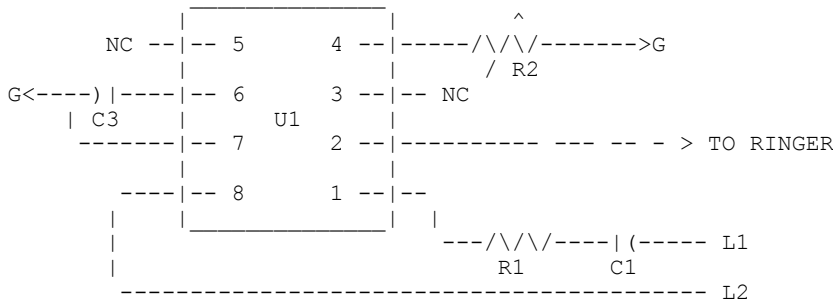 NC -- 5 4 -- ^
/\/\/ ------->G
/ R2
G<----)|---- 6 3 -- NC
| C3 U1
------- 7 2 ---------- --- -- - > TO RINGER
---- 8 1 --
---/\/\/----|(----- L1
R1 C1
L2